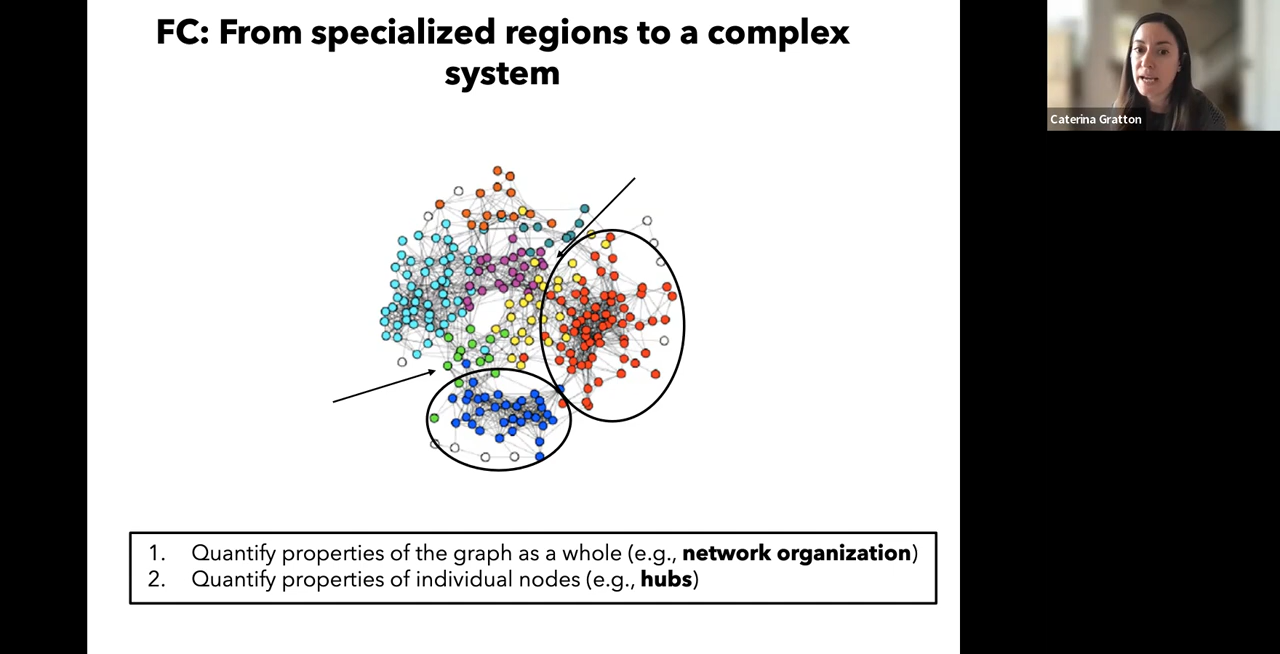 FC: From specialized regions to a complex
system
Caterina Gratton
1. Quantify properties of the graph as a whole (e.g., network organization)
2. Quantify properties of individual nodes (e.g., hubs)